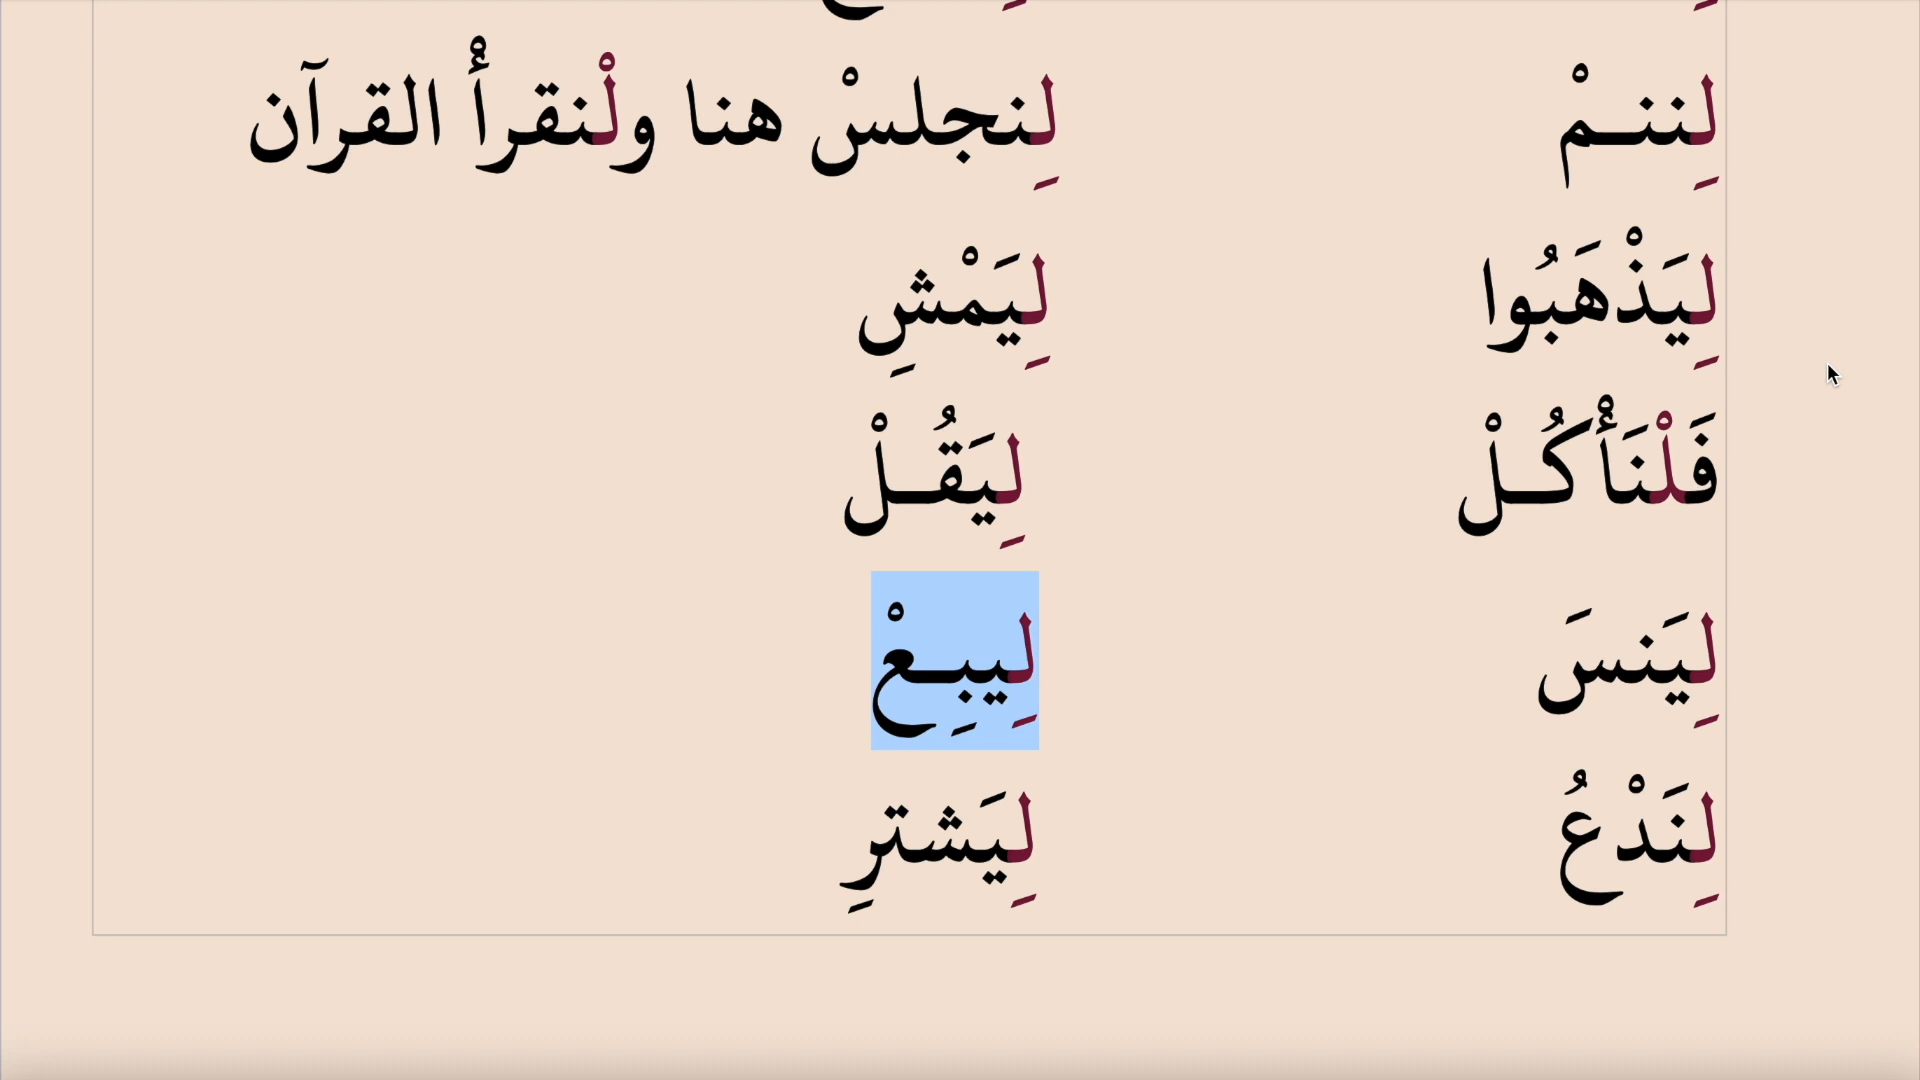 لِننـمْ لِنجلسْ هنا ولْنقرأْ القرآن
لِيَذْهَبُوا لِيَمْشِ
فَلْنَأْكُـلْ لِيَقُـلْ
لِيَنسَ لِيبِـعْ
لِنَدْعُ لِيَشترِ